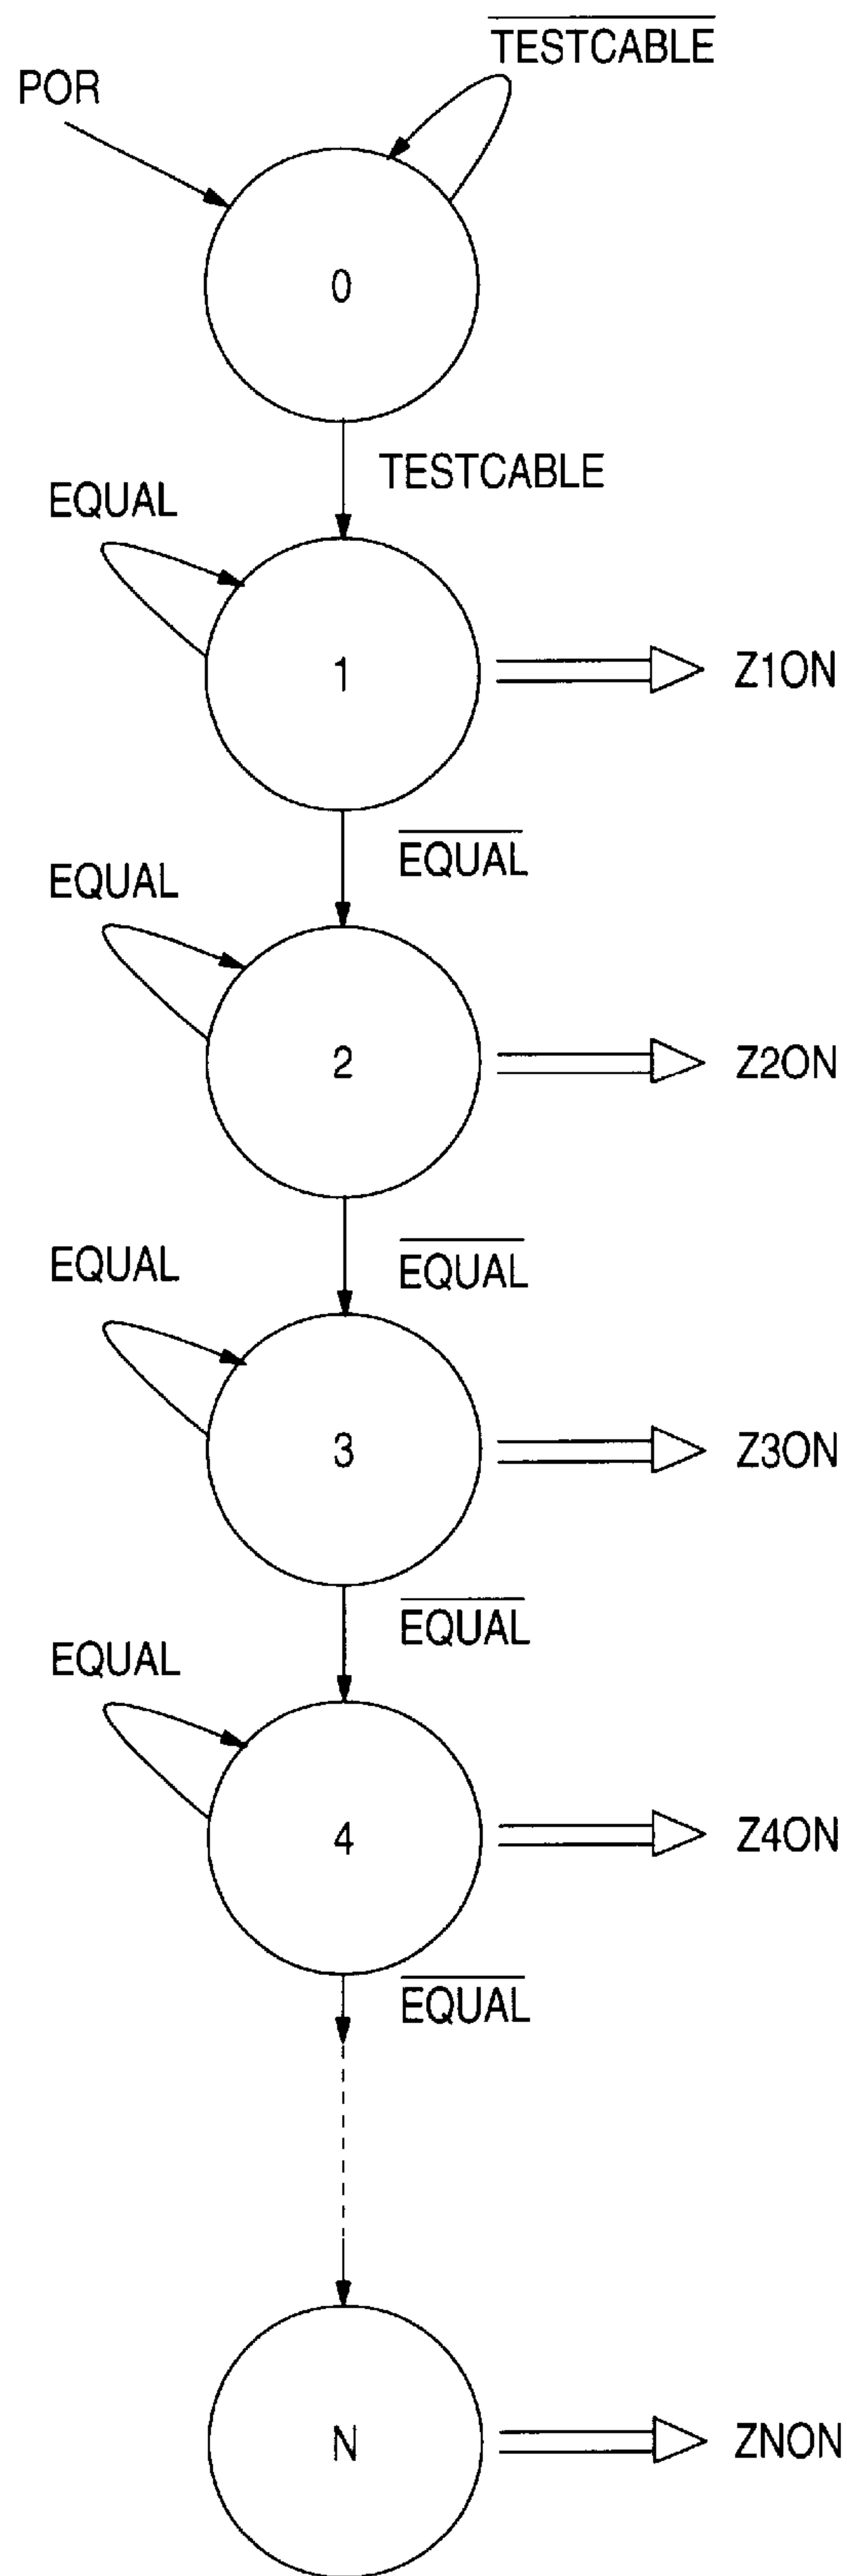 TESTCABLE
POR
0
TESTCABLE
EQUAL
1
Z1ON
EQUAL
EQUAL
2
Z2ON
EQUAL
EQUAL
3
Z3ON
EQUAL
EQUAL
4
Z4ON
EQUAL
N
ZNON